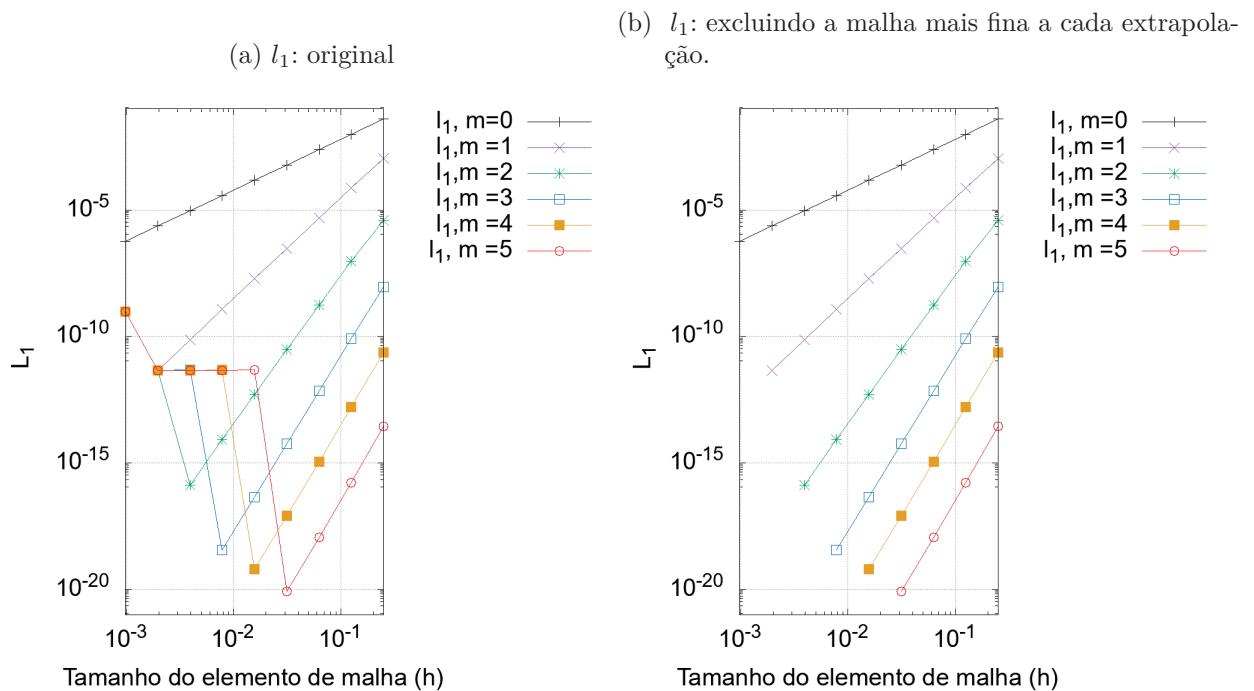 (a) l₁: original
(b) l₁: excluindo a malha mais fina a cada extrapola-
ção.
l₁, m=0
l₁,m =1
l₁,m =2
l₁,m =3
l₁,m =4
l₁, m =5
L₁
10⁻⁵
10⁻¹⁰
10⁻¹⁵
10⁻²⁰
10⁻³
10⁻²
10⁻¹
Tamanho do elemento de malha (h)
l₁, m=0
l₁,m =1
l₁,m =2
l₁,m =3
l₁,m =4
l₁, m =5
L₁
10⁻⁵
10⁻¹⁰
10⁻¹⁵
10⁻²⁰
10⁻³
10⁻²
10⁻¹
Tamanho do elemento de malha (h)